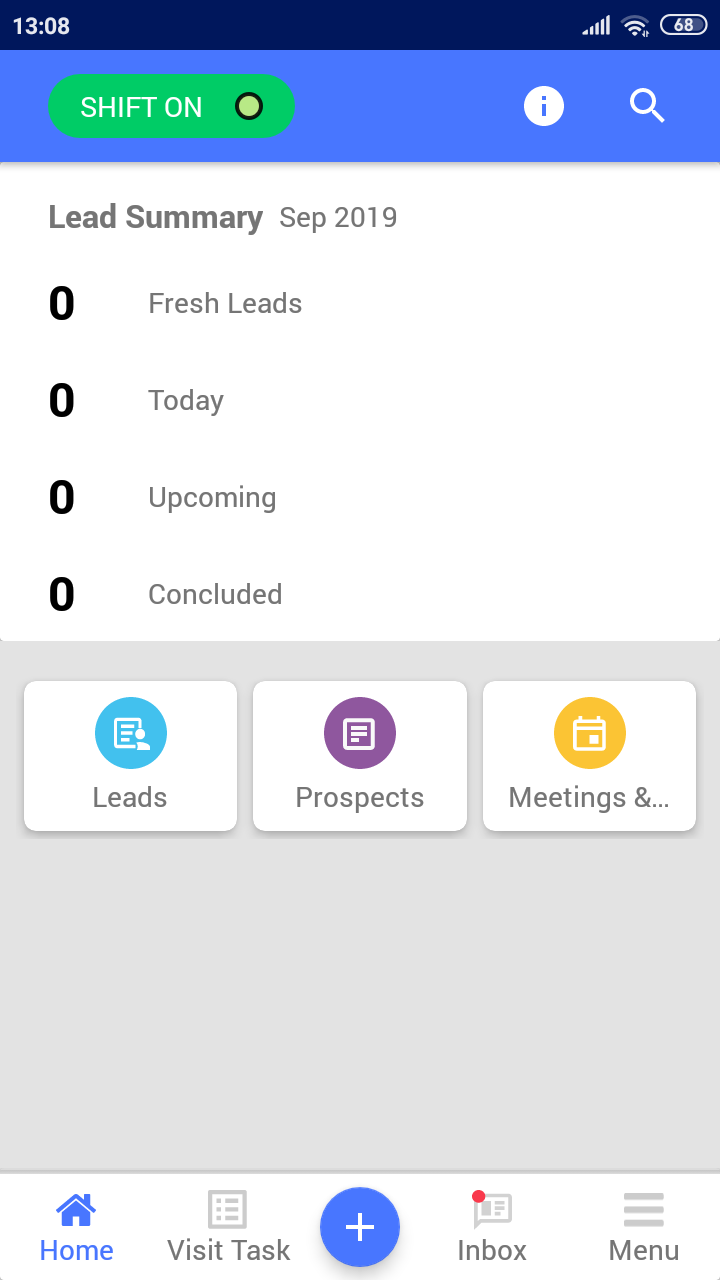 13:08
68
SHIFT ON
Lead Summary Sep 2019
0 Fresh Leads
0 Today
0 Upcoming
0 Concluded
Leads Prospects Meetings &...
Home Visit Task Inbox Menu